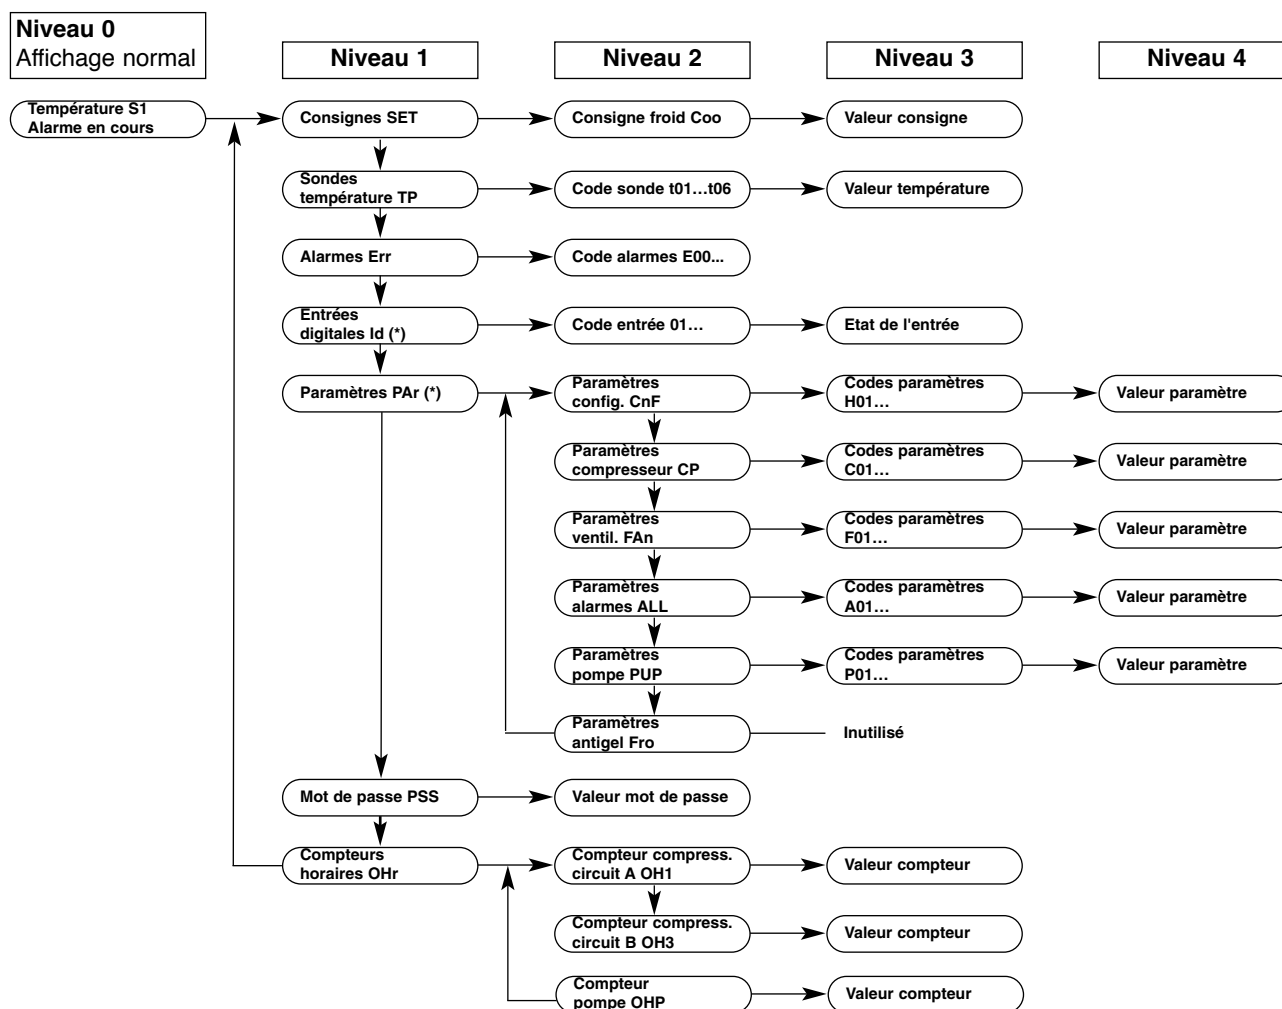 Niveau 0
Affichage normal
Niveau 1
Niveau 2
Niveau 3
Niveau 4
Température S1
Alarme en cours
Consignes SET
Consigne froid Coo
Valeur consigne
Sondes
température TP
Code sonde t01...t06
Valeur température
Alarmes Err
Code alarmes E00...
Entrées
digitales Id (*)
Code entrée 01...
Etat de l'entrée
Paramètres PAr (*)
Paramètres
config. CnF
Codes paramètres
H01...
Valeur paramètre
Paramètres
compresseur CP
Codes paramètres
C01...
Valeur paramètre
Paramètres
ventil. FAn
Codes paramètres
F01...
Valeur paramètre
Paramètres
alarmes ALL
Codes paramètres
A01...
Valeur paramètre
Paramètres
pompe PUP
Codes paramètres
P01...
Valeur paramètre
Paramètres
antigel Fro
Inutilisé
Mot de passe PSS
Valeur mot de passe
Compteurs
horaires OHr
Compteur compress.
circuit A OH1
Valeur compteur
Compteur compress.
circuit B OH3
Valeur compteur
Compteur
pompe OHP
Valeur compteur